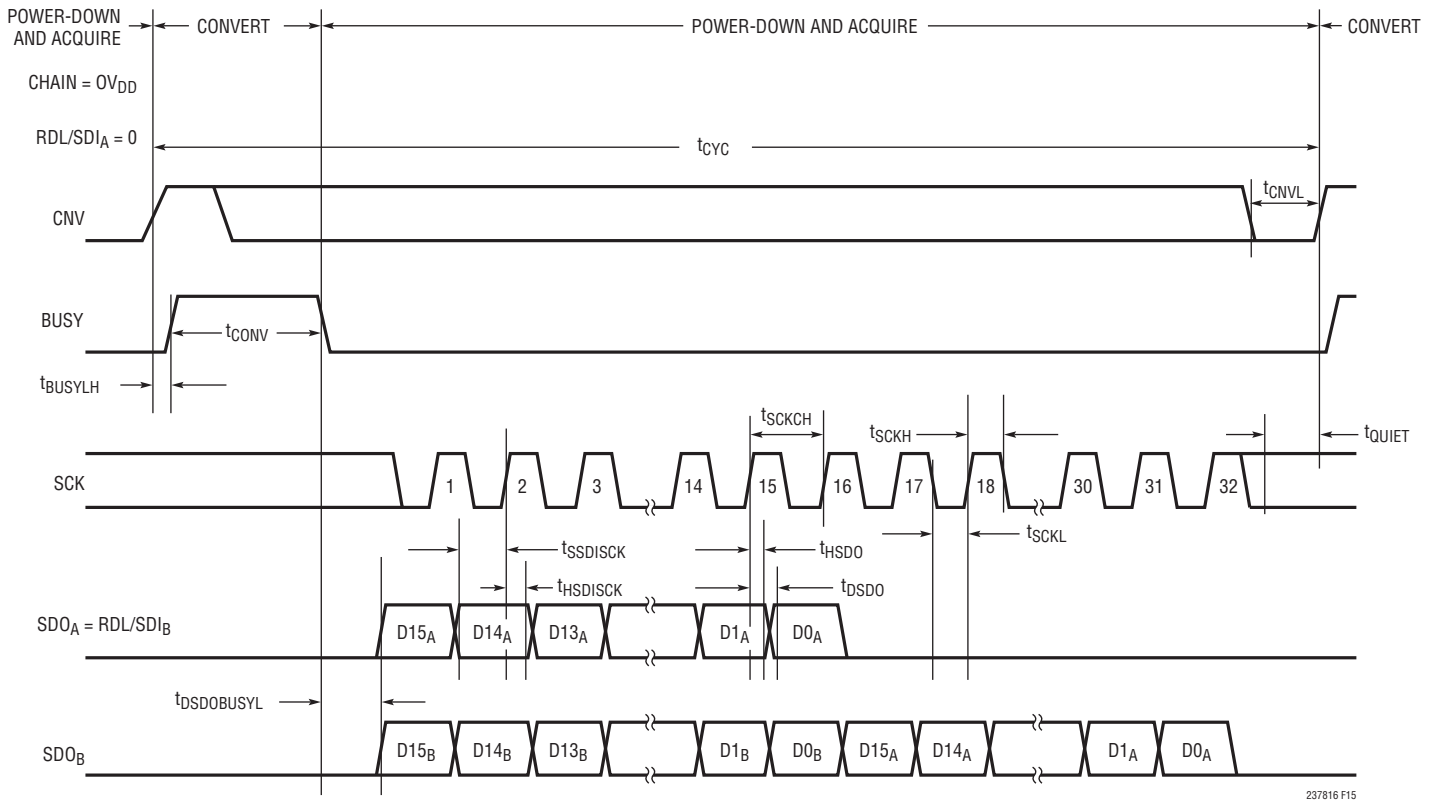 POWER-DOWN
AND ACQUIRE
CONVERT
POWER-DOWN AND ACQUIRE
CONVERT
CHAIN = OVDD
RDL/SDIA = 0
tCYC
CNV
tCNVL
BUSY
tCONV
tBUSYLH
tSCKCH
tSCKH
tQUIET
SCK
1
2
3
14
15
16
17
18
30
31
32
tSSDISCK
tHSDO
tSCKL
tHSDISCK
tDSDO
SDOA = RDL/SDIB
D15A
D14A
D13A
D1A
D0A
tDSDOBUSYL
SDOB
D15B
D14B
D13B
D1B
D0B
D15A
D14A
D1A
D0A
237816 F15